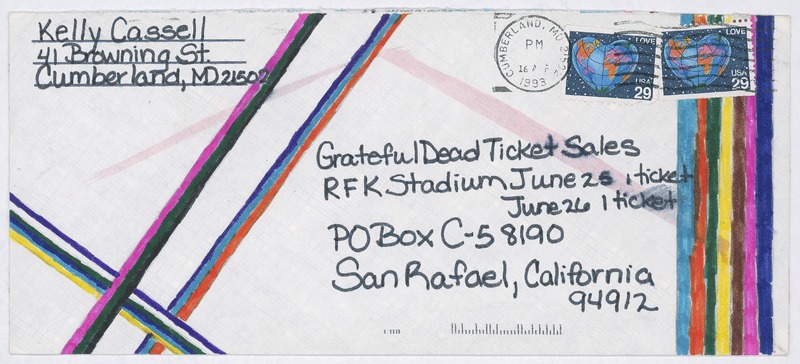 Kelly Cassell
41 Browning St.
Cumberland, MD 21502
CUMBERLAND, MD
PM
16
1993
LOVE
USA
29
LOVE
USA
29
Grateful Dead Ticket Sales
RFK Stadium June 25 1 ticket
June 26 1 ticket
PO Box C-S 8190
San Rafael, California
94912